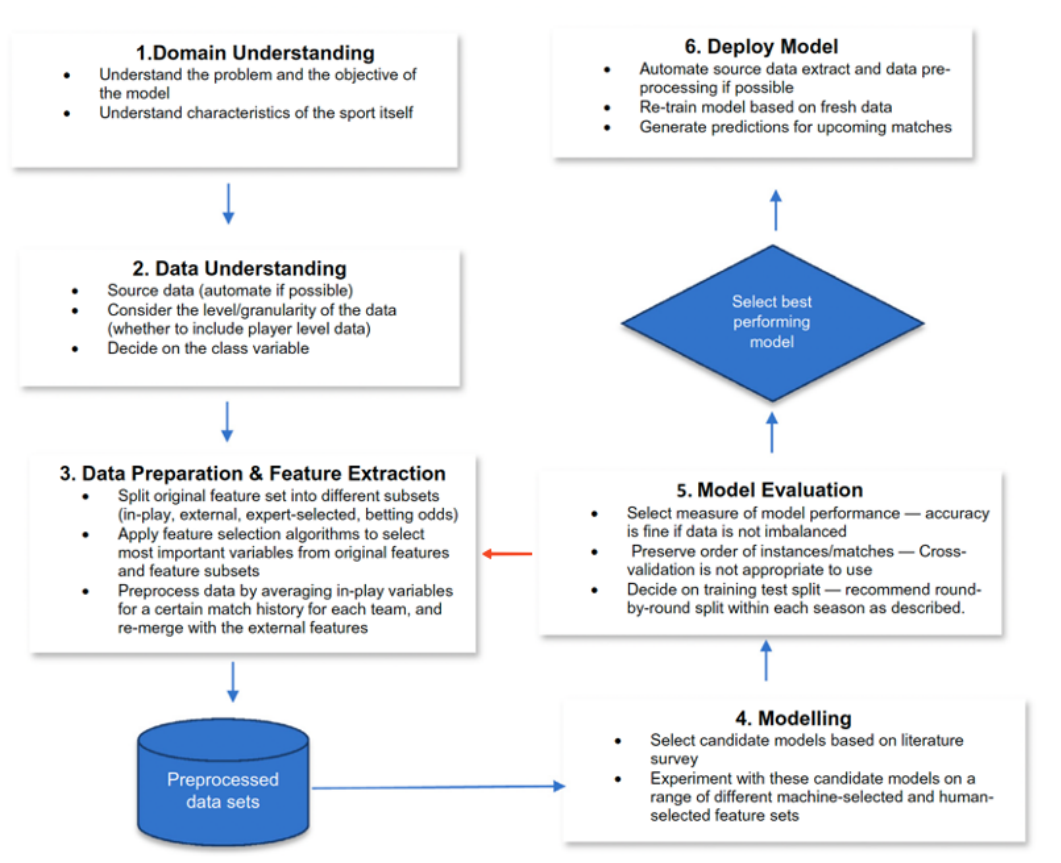 1.Domain Understanding
• Understand the problem and the objective of
the model
• Understand characteristics of the sport itself
2. Data Understanding
• Source data (automate if possible)
• Consider the level/granularity of the data
(whether to include player level data)
• Decide on the class variable
3. Data Preparation & Feature Extraction
• Split original feature set into different subsets
(in-play, external, expert-selected, betting odds)
• Apply feature selection algorithms to select
most important variables from original features
and feature subsets
• Preprocess data by averaging in-play variables
for a certain match history for each team, and
re-merge with the external features
Preprocessed
data sets
4. Modelling
• Select candidate models based on literature
survey
• Experiment with these candidate models on a
range of different machine-selected and human-
selected feature sets
5. Model Evaluation
• Select measure of model performance — accuracy
is fine if data is not imbalanced
• Preserve order of instances/matches — Cross-
validation is not appropriate to use
• Decide on training test split — recommend round-
by-round split within each season as described.
Select best
performing
model
6. Deploy Model
• Automate source data extract and data pre-
processing if possible
• Re-train model based on fresh data
• Generate predictions for upcoming matches